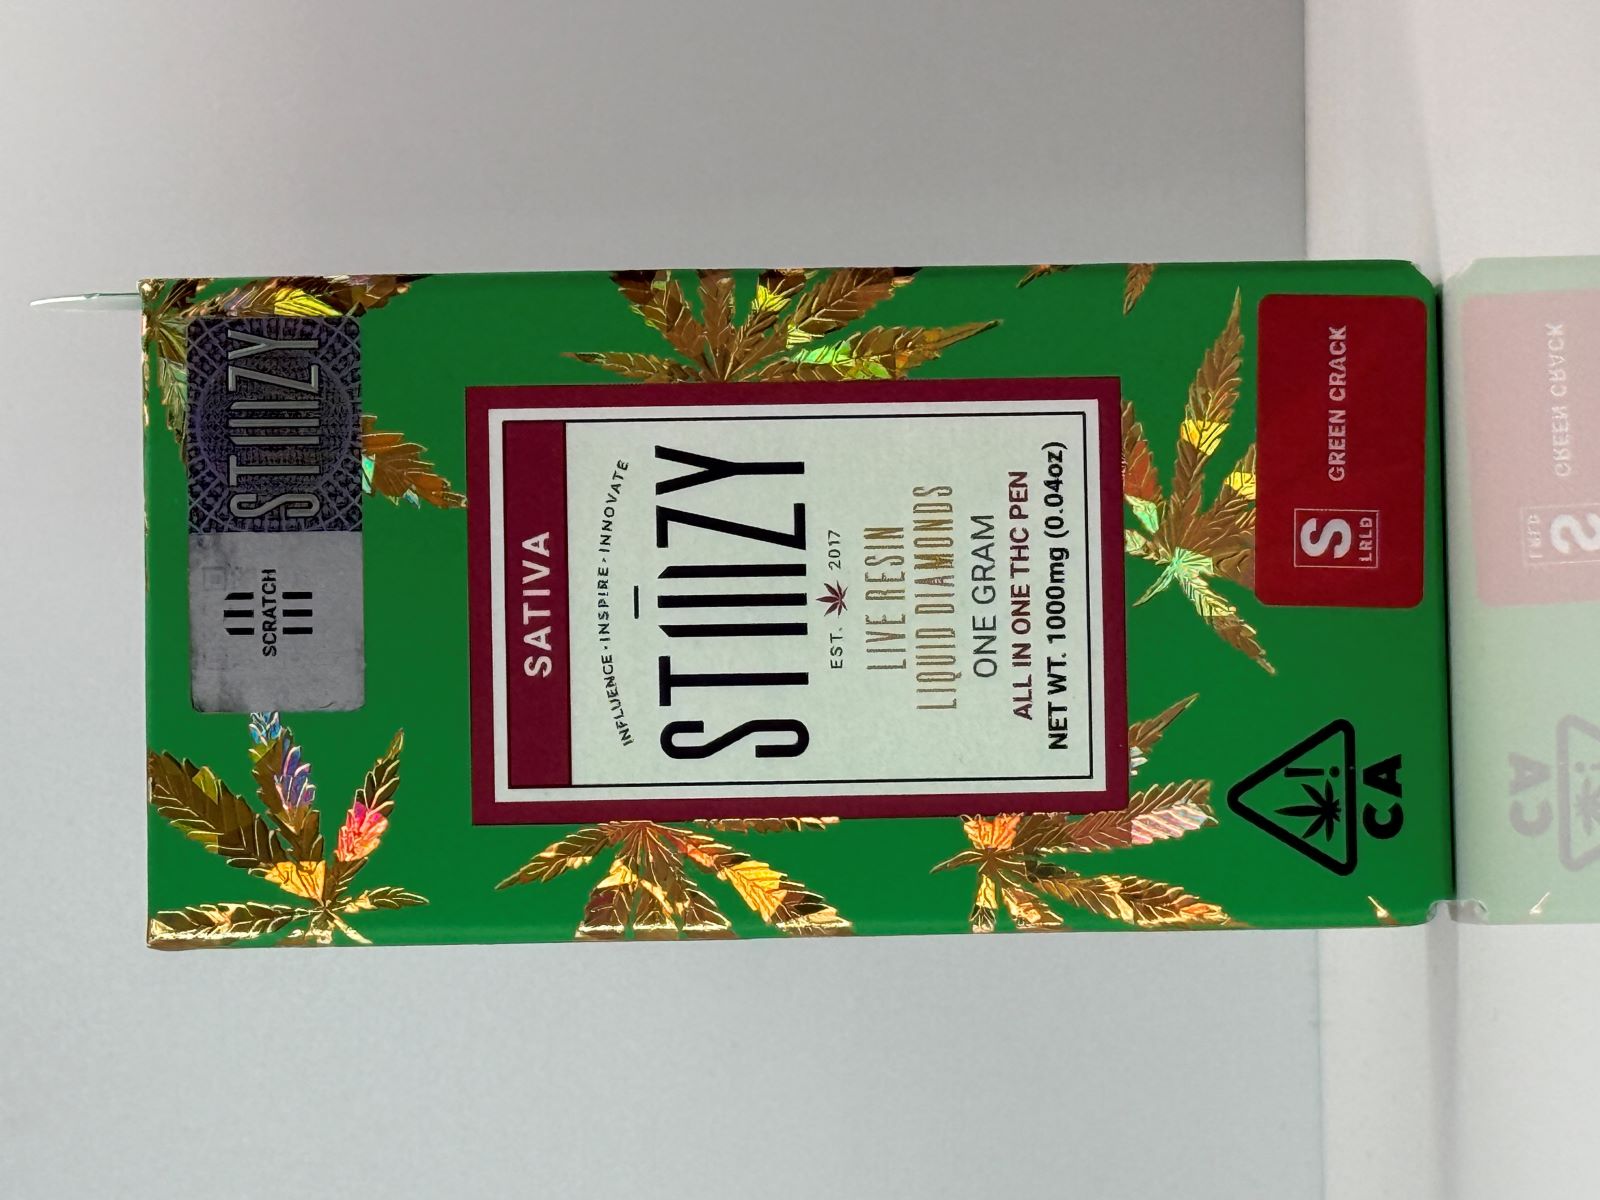 STIIIZY
SCRATCH
SATIVA
INFLUENCE · INSPIRE · INNOVATE
STIIIZY
EST. 2017
LIVE RESIN
LIQUID DIAMONDS
ONE GRAM
ALL IN ONE THC PEN
NET WT. 1000mg (0.04oz)
S
LRLD
GREEN CRACK
!
CA